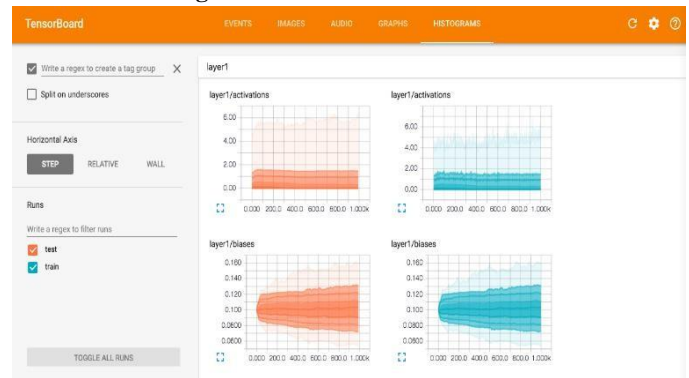 TensorBoard
EVENTS IMAGES AUDIO GRAPHS HISTOGRAMS
Write a regex to create a tag group
Split on underscores
Horizontal Axis
STEP RELATIVE WALL
Runs
Write a regex to filter runs
test
train
TOGGLE ALL RUNS
layer1
layer1/activations
6.00
4.00
2.00
0.00
0.000 200.0 400.0 600.0 800.0 1.000k
layer1/activations
6.00
4.00
2.00
0.00
0.000 200.0 400.0 600.0 800.0 1.000k
layer1/biases
0.160
0.140
0.120
0.100
0.0800
0.0600
0.000 200.0 400.0 600.0 800.0 1.000k
layer1/biases
0.160
0.140
0.120
0.100
0.0800
0.0600
0.000 200.0 400.0 600.0 800.0 1.000k